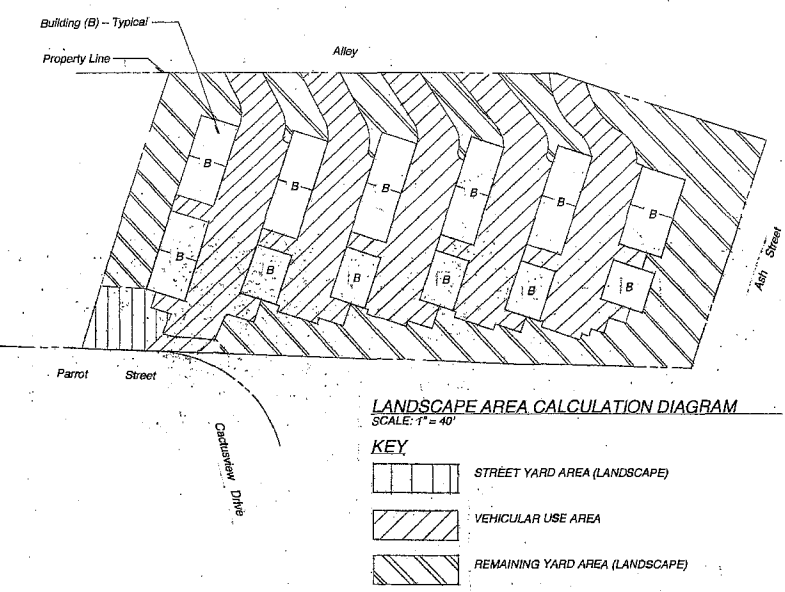 Building (B) -- Typical
Property Line
Alley
B
B
B
B
B
B
B
B
B
B
B
B
Ash Street
Parrot Street
Cactusview Drive
LANDSCAPE AREA CALCULATION DIAGRAM
SCALE: 1" = 40'
KEY
STREET YARD AREA (LANDSCAPE)
VEHICULAR USE AREA
REMAINING YARD AREA (LANDSCAPE)